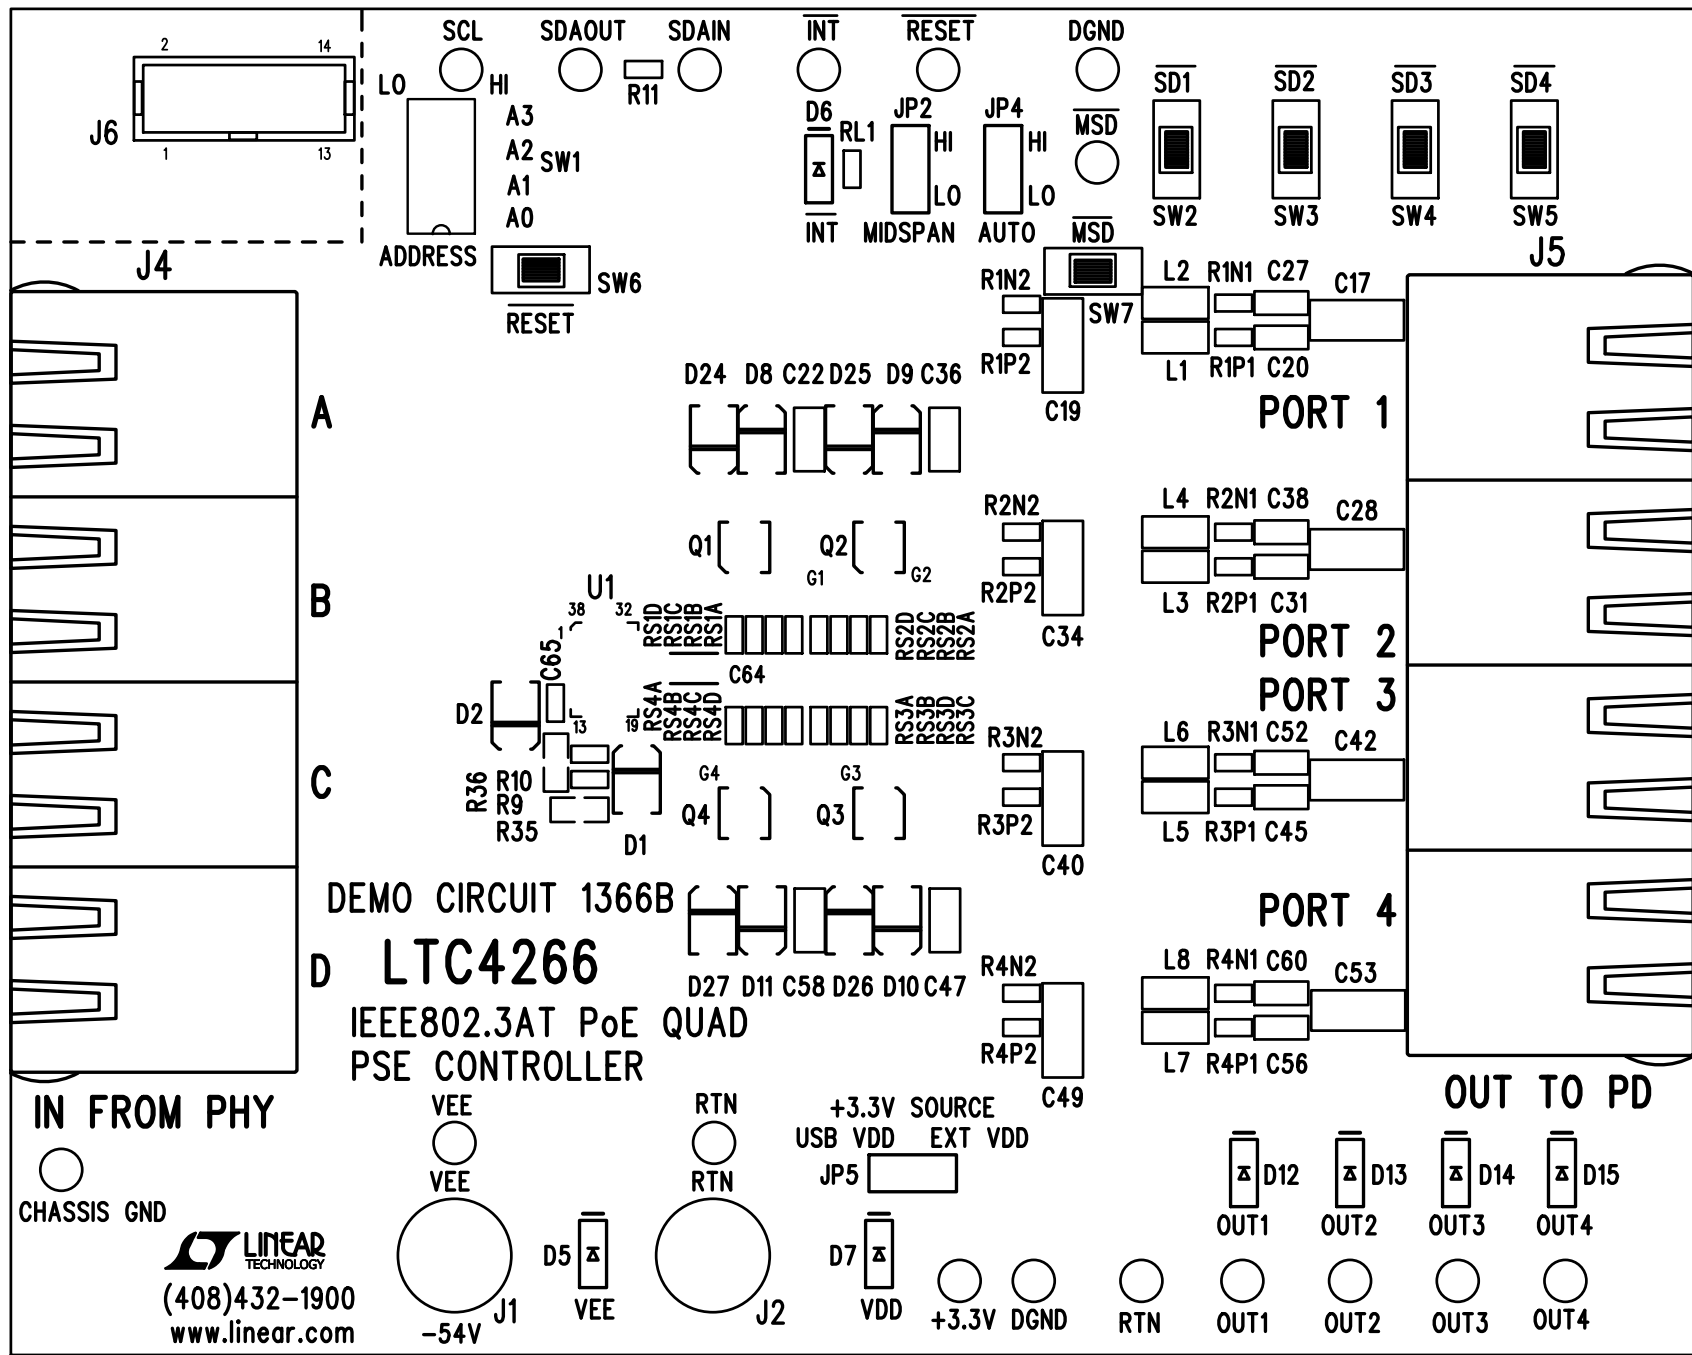 SCL SDAOUT SDAIN INT RESET DGND
2 14
LO HI
R11
SD1 SD2 SD3 SD4
J6
A3
A2
A1
A0
SW1
D6
RL1
JP2 JP4
HI HI
LO LO
MSD
1 13
INT MIDSPAN AUTO MSD
SW2 SW3 SW4 SW5
ADDRESS
J4 J5
SW6
RESET
SW7
R1N2 L2 R1N1 C27 C17
R1P2 L1 R1P1 C20
D24 D8 C22 D25 D9 C36
C19
A
PORT 1
R2N2 L4 R2N1 C38 C28
Q1 Q2
G1 G2
R2P2 L3 R2P1 C31
B
U1
38 32
1
RS1D
RS1C
RS1B
RS1A
RS2D
RS2C
RS2B
RS2A
C34
PORT 2
C65
C64
PORT 3
D2
13 19
RS4A
RS4B
RS4C
RS4D
RS3A
RS3B
RS3D
RS3C
R3N2 L6 R3N1 C52 C42
C
R36
R10
R9
R35
D1
G4 G3
Q4 Q3
R3P2 L5 R3P1 C45
C40
DEMO CIRCUIT 1366B
PORT 4
D
LTC4266
D27 D11 C58 D26 D10 C47
R4N2 L8 R4N1 C60 C53
IEEE802.3AT PoE QUAD
PSE CONTROLLER
R4P2 L7 R4P1 C56
C49
IN FROM PHY
OUT TO PD
VEE RTN
+3.3V SOURCE
USB VDD EXT VDD
VEE RTN JP5
D12 D13 D14 D15
CHASSIS GND
OUT1 OUT2 OUT3 OUT4
LINEAR
TECHNOLOGY
D5 D7
(408)432-1900
www.linear.com
J1
-54V
VEE
J2
VDD
+3.3V DGND RTN OUT1 OUT2 OUT3 OUT4